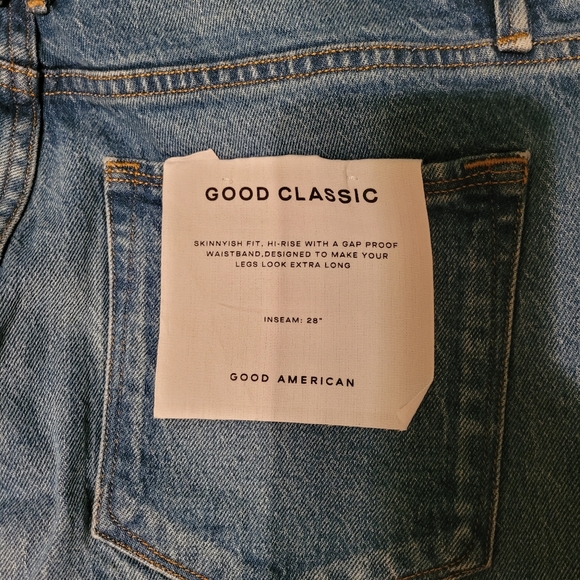 GOOD CLASSIC
SKINNYISH FIT, HI-RISE WITH A GAP PROOF
WAISTBAND,DESIGNED TO MAKE YOUR
LEGS LOOK EXTRA LONG
INSEAM: 28"
GOOD AMERICAN